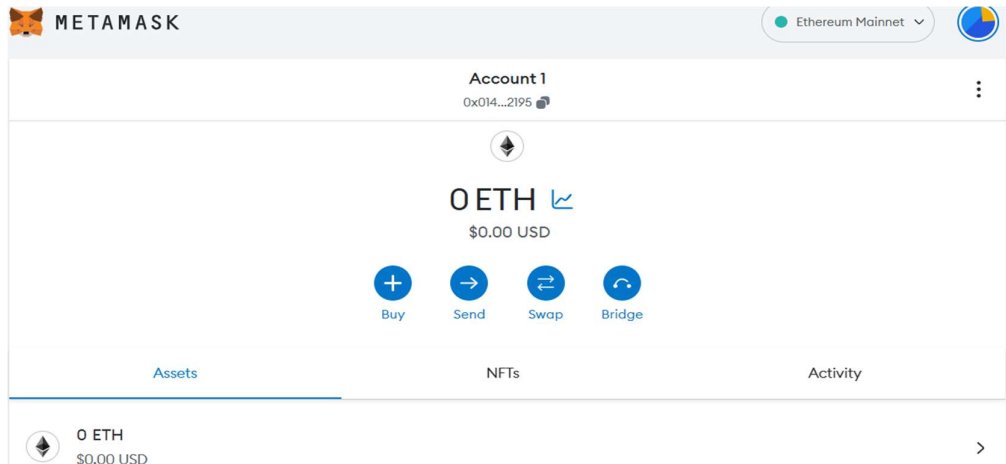 METAMASK
Ethereum Mainnet
Account 1
0x014...2195
0 ETH
$0.00 USD
Buy Send Swap Bridge
Assets NFTs Activity
0 ETH
$0.00 USD